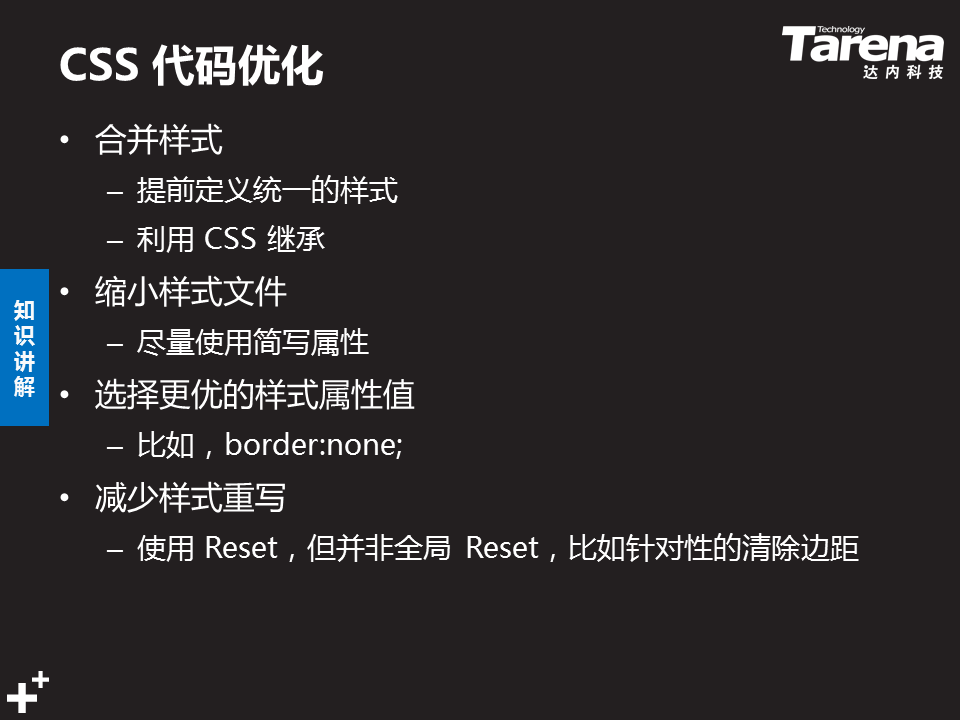 CSS 代码优化
Technology
Tarena
达内科技
• 合并样式
– 提前定义统一的样式
– 利用 CSS 继承
• 缩小样式文件
– 尽量使用简写属性
• 选择更优的样式属性值
– 比如，border:none;
• 减少样式重写
– 使用 Reset，但并非全局 Reset，比如针对性的清除边距
知识讲解